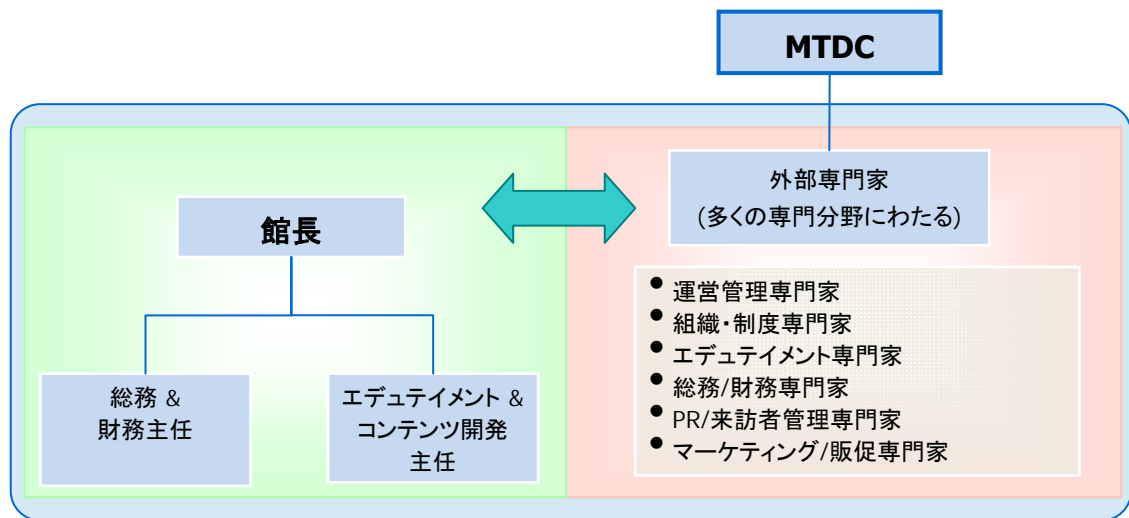 MTDC
外部専門家
(多くの専門分野にわたる)
館長
総務 &
財務主任
エデュテイメント &
コンテンツ開発
主任
● 運営管理専門家
● 組織・制度専門家
● エデュテイメント専門家
● 総務/財務専門家
● PR/来訪者管理専門家
● マーケティング/販促専門家